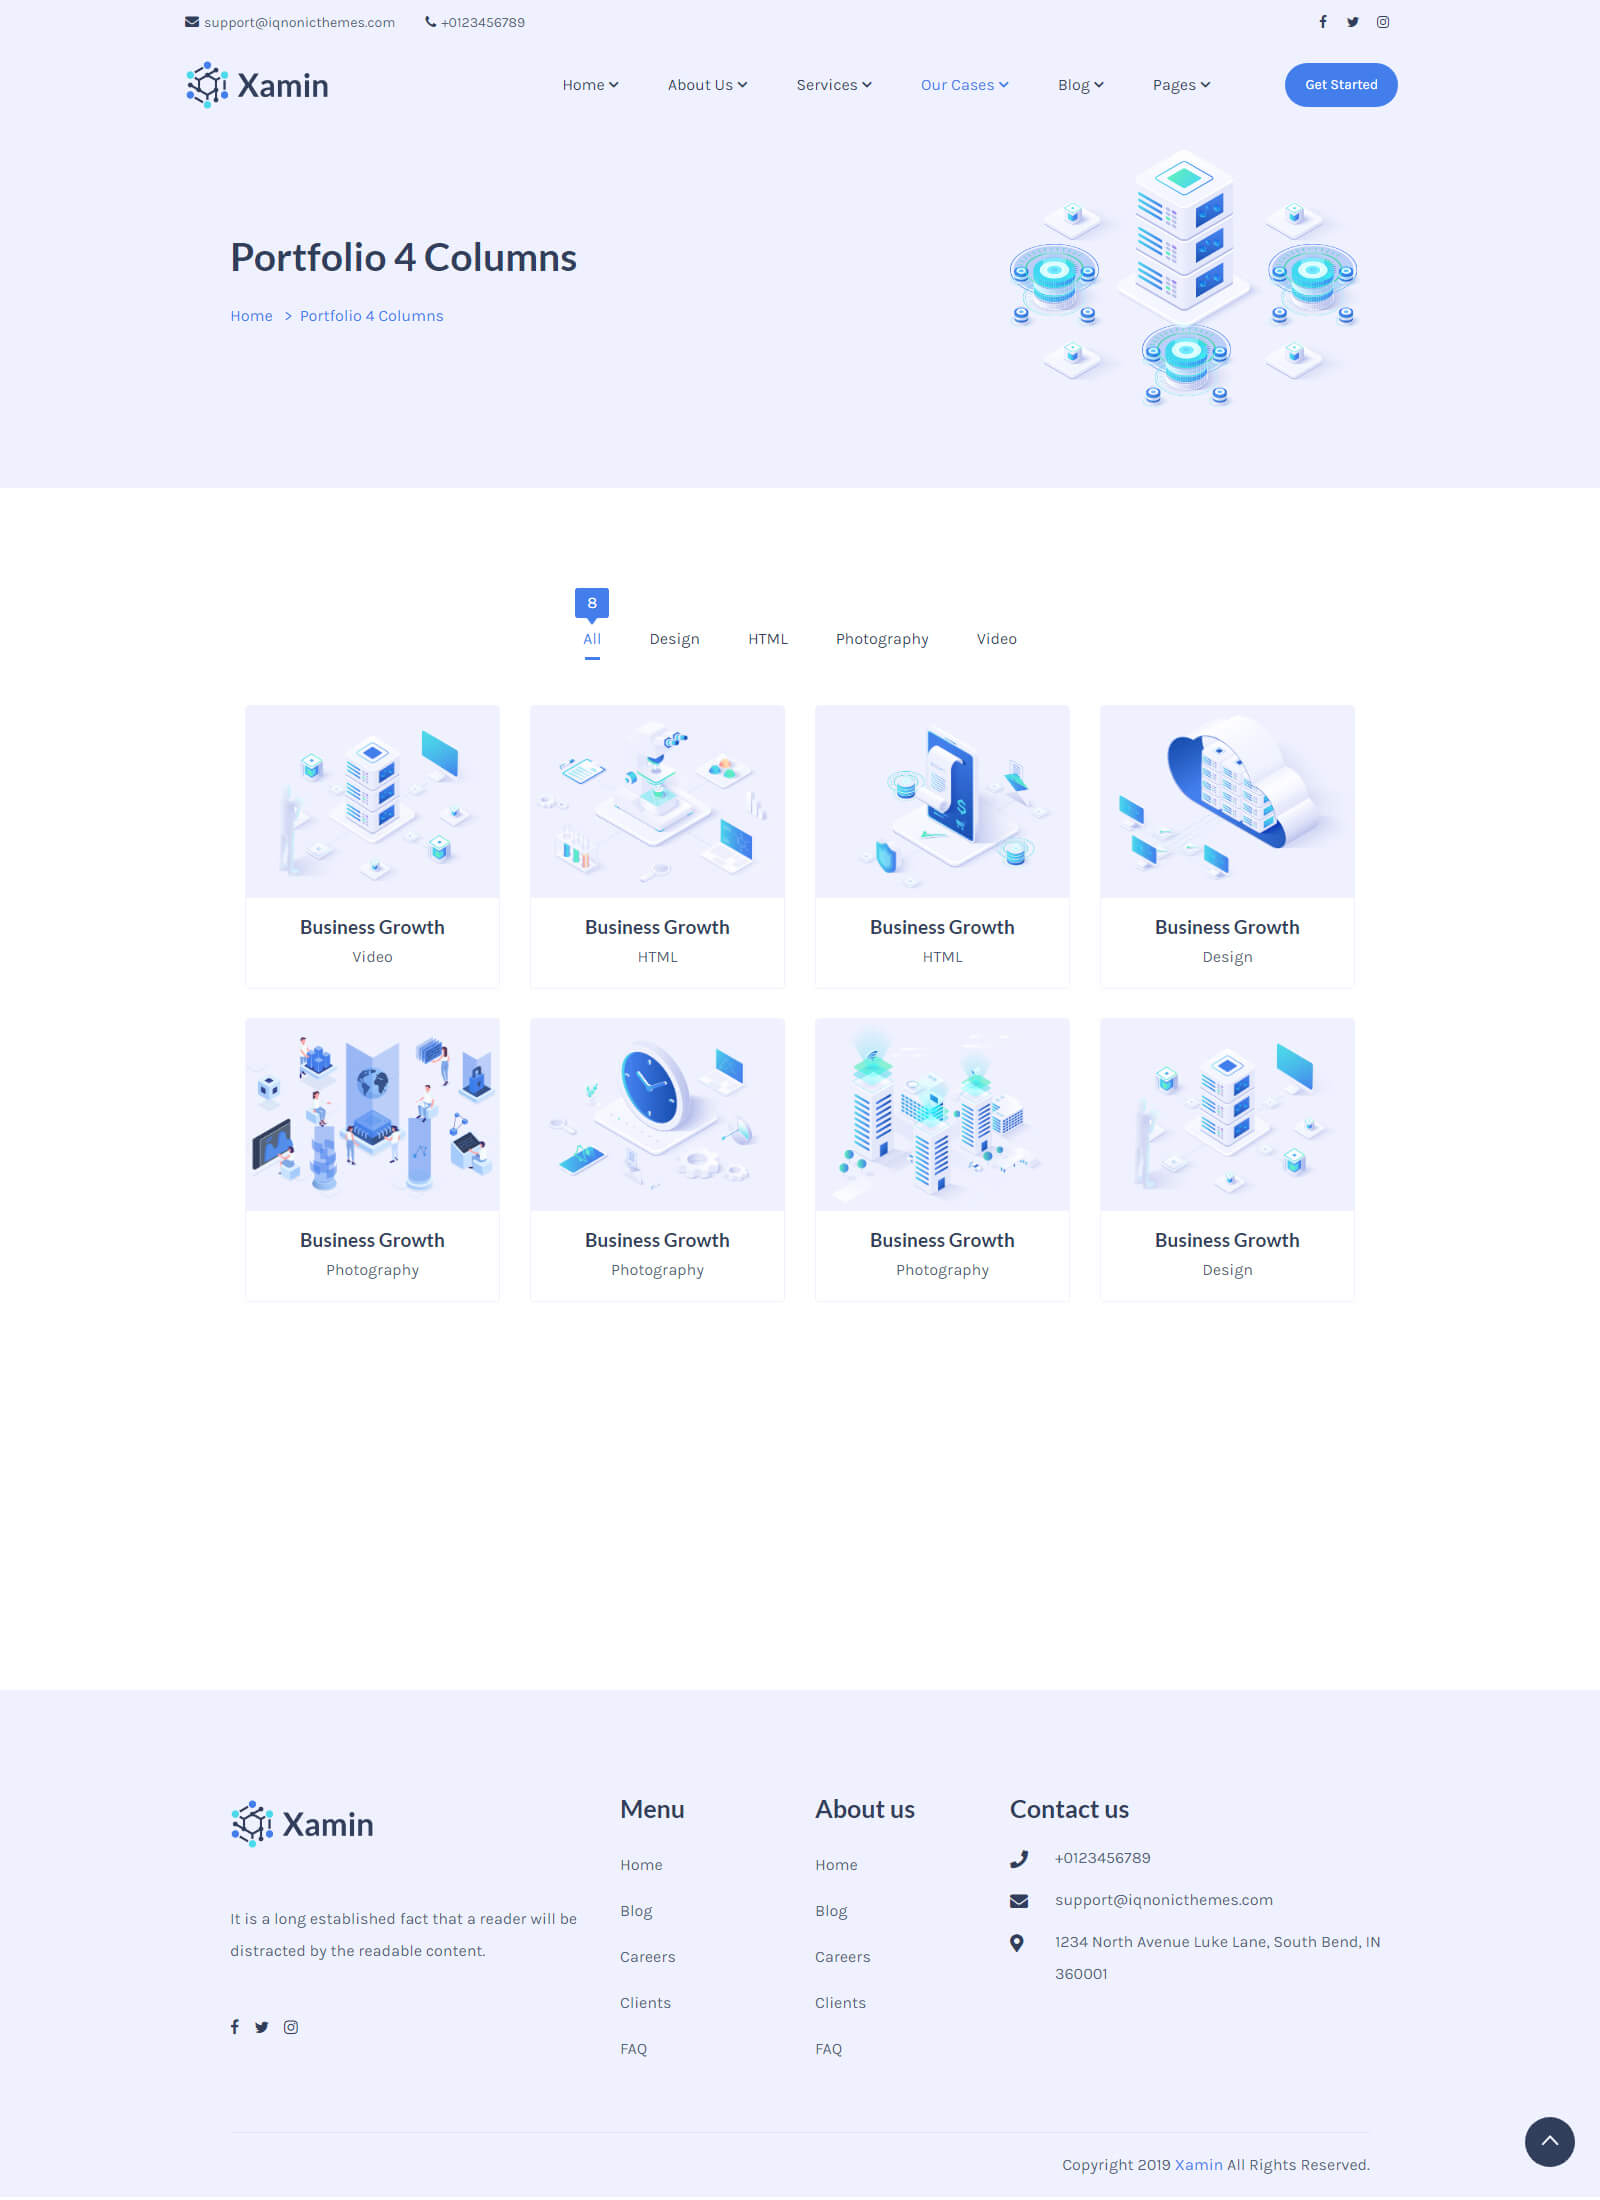 support@iqnonicthemes.com +0123456789
Xamin
Home About Us Services Our Cases Blog Pages Get Started
Portfolio 4 Columns
Home > Portfolio 4 Columns
8
All Design HTML Photography Video
Business Growth Business Growth Business Growth Business Growth
Video HTML HTML Design
Business Growth Business Growth Business Growth Business Growth
Photography Photography Photography Design
Xamin
It is a long established fact that a reader will be
distracted by the readable content.
Menu
Home
Blog
Careers
Clients
FAQ
About us
Home
Blog
Careers
Clients
FAQ
Contact us
+0123456789
support@iqnonicthemes.com
1234 North Avenue Luke Lane, South Bend, IN
360001
Copyright 2019 Xamin All Rights Reserved.